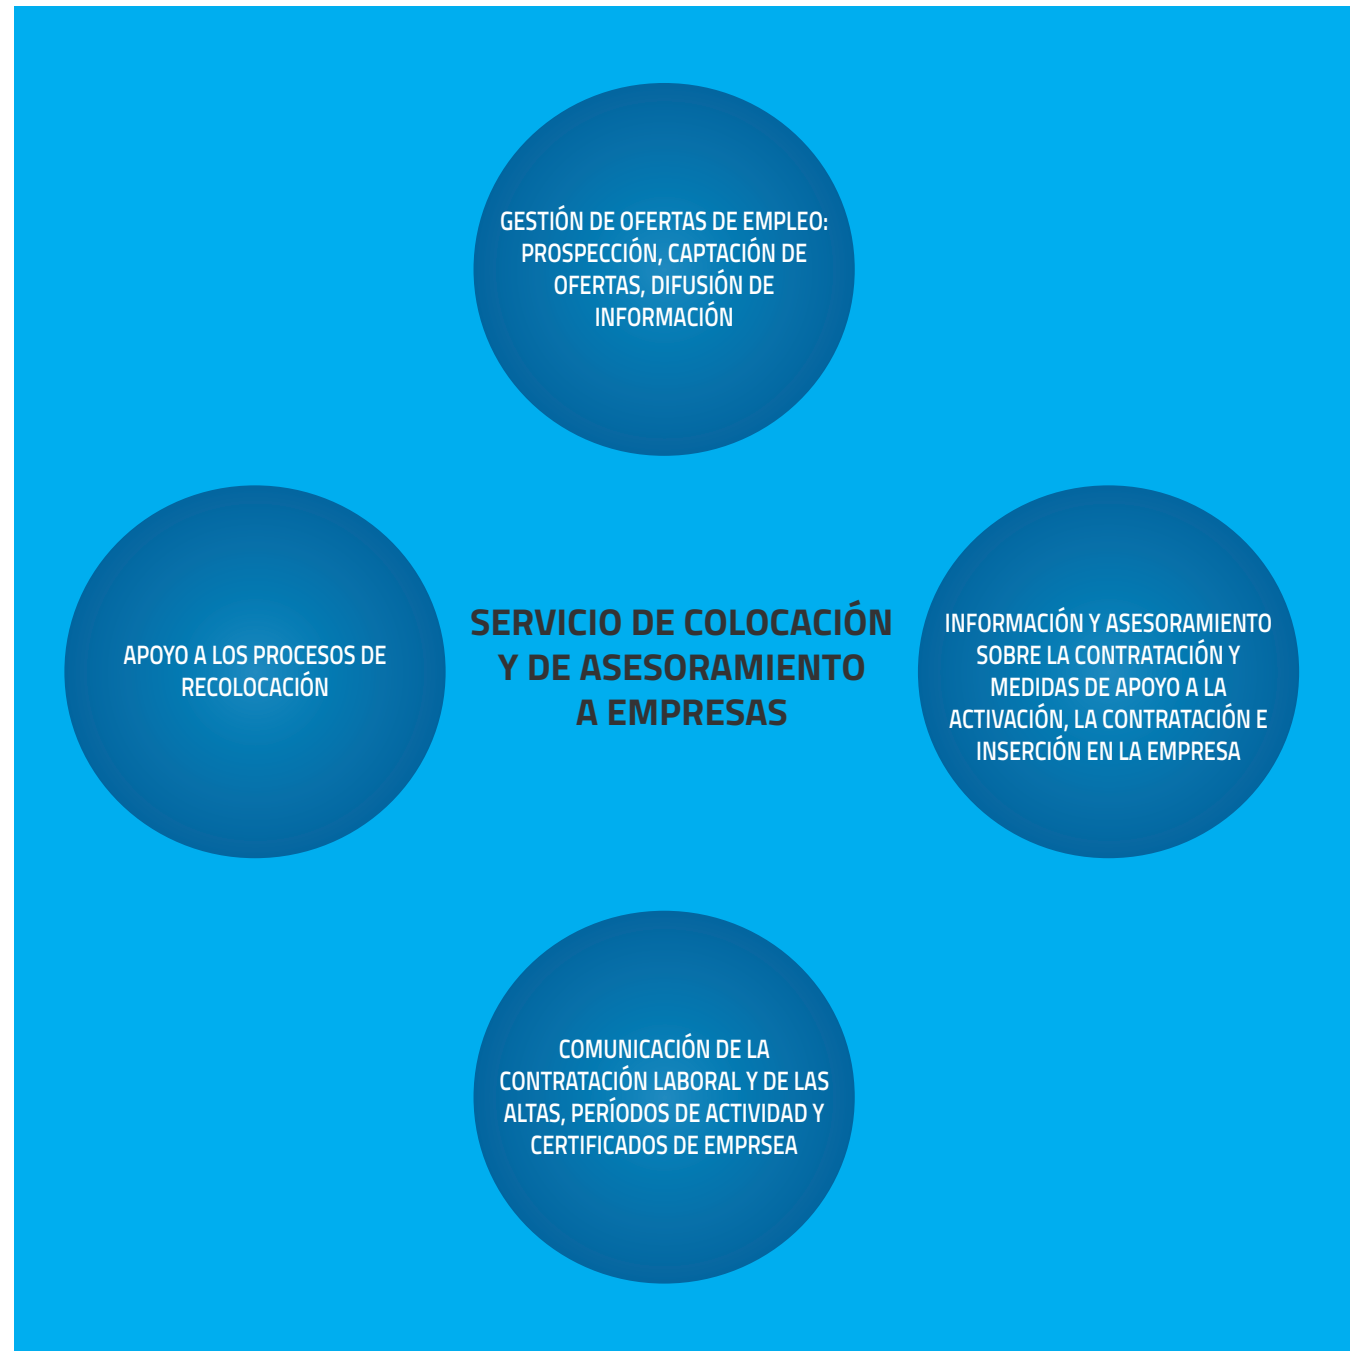 GESTIÓN DE OFERTAS DE EMPLEO:
PROSPECCIÓN, CAPTACIÓN DE
OFERTAS, DIFUSIÓN DE
INFORMACIÓN
APOYO A LOS PROCESOS DE
RECOLOCACIÓN
SERVICIO DE COLOCACIÓN
Y DE ASESORAMIENTO
A EMPRESAS
INFORMACIÓN Y ASESORAMIENTO
SOBRE LA CONTRATACIÓN Y
MEDIDAS DE APOYO A LA
ACTIVACIÓN, LA CONTRATACIÓN E
INSERCIÓN EN LA EMPRESA
COMUNICACIÓN DE LA
CONTRATACIÓN LABORAL Y DE LAS
ALTAS, PERÍODOS DE ACTIVIDAD Y
CERTIFICADOS DE EMPRSEA